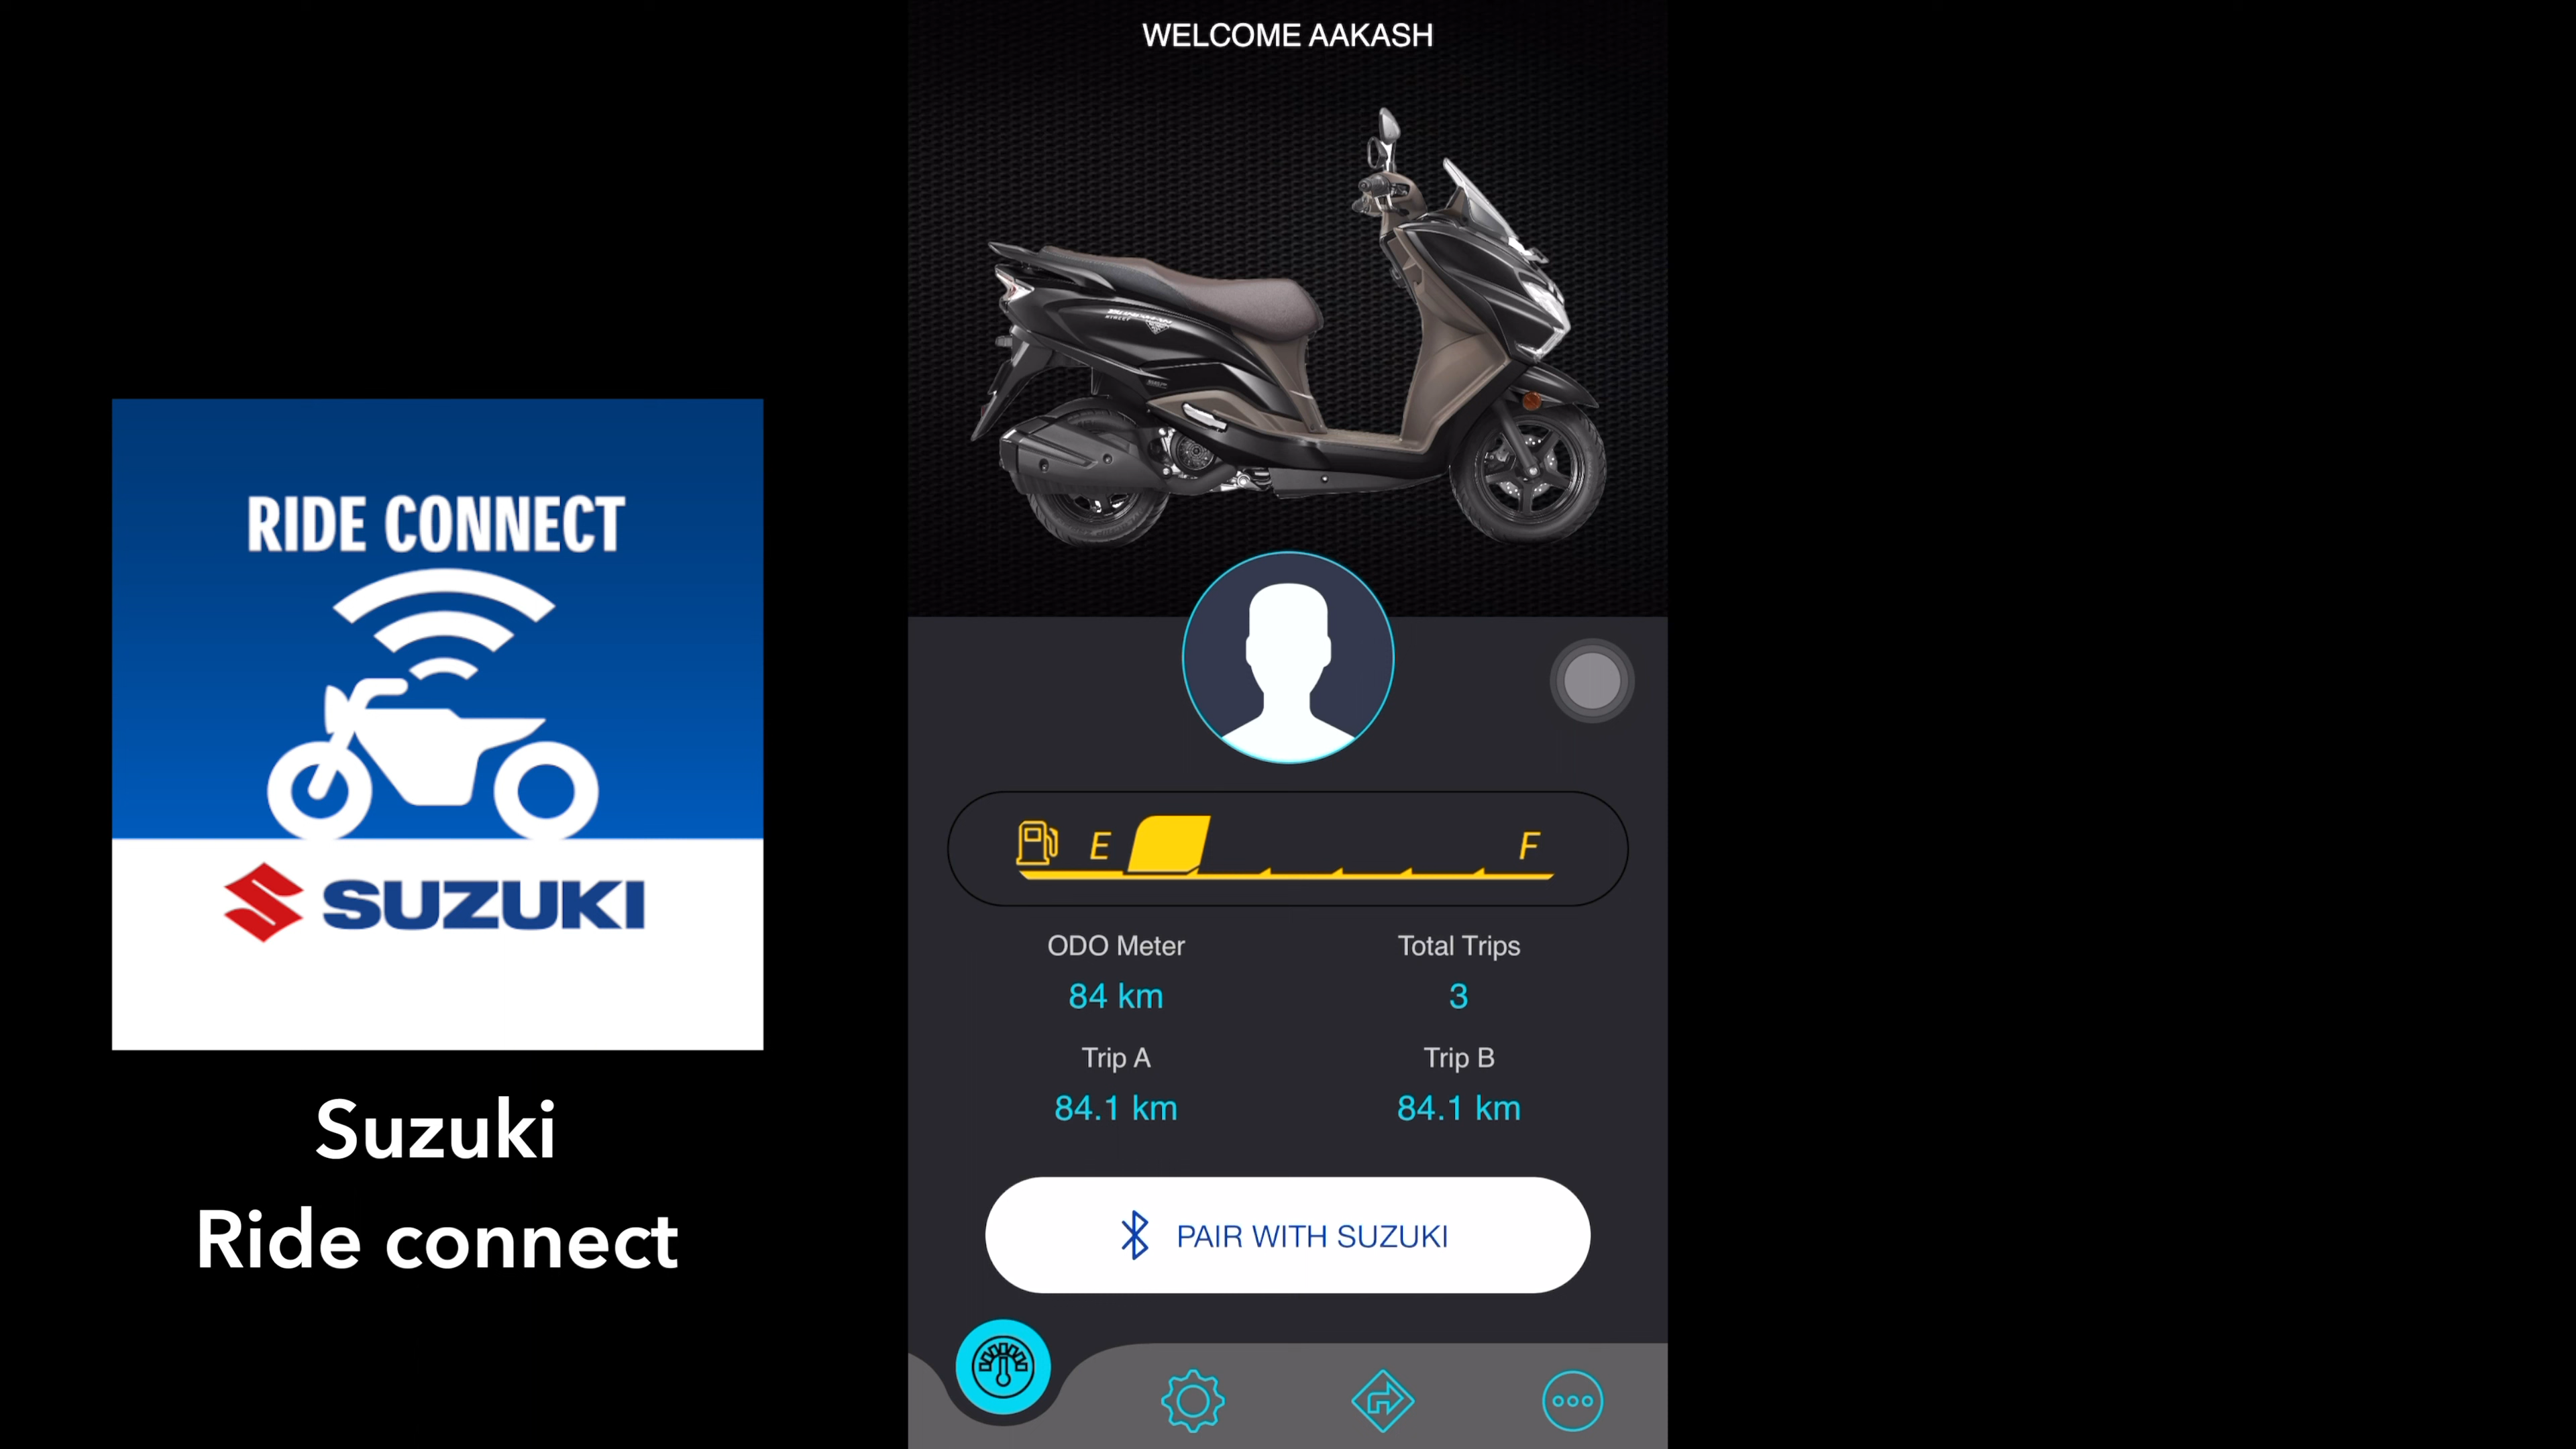 RIDE CONNECT
SUZUKI
Suzuki
Ride connect
WELCOME AAKASH
E F
ODO Meter Total Trips
84 km 3
Trip A Trip B
84.1 km 84.1 km
PAIR WITH SUZUKI